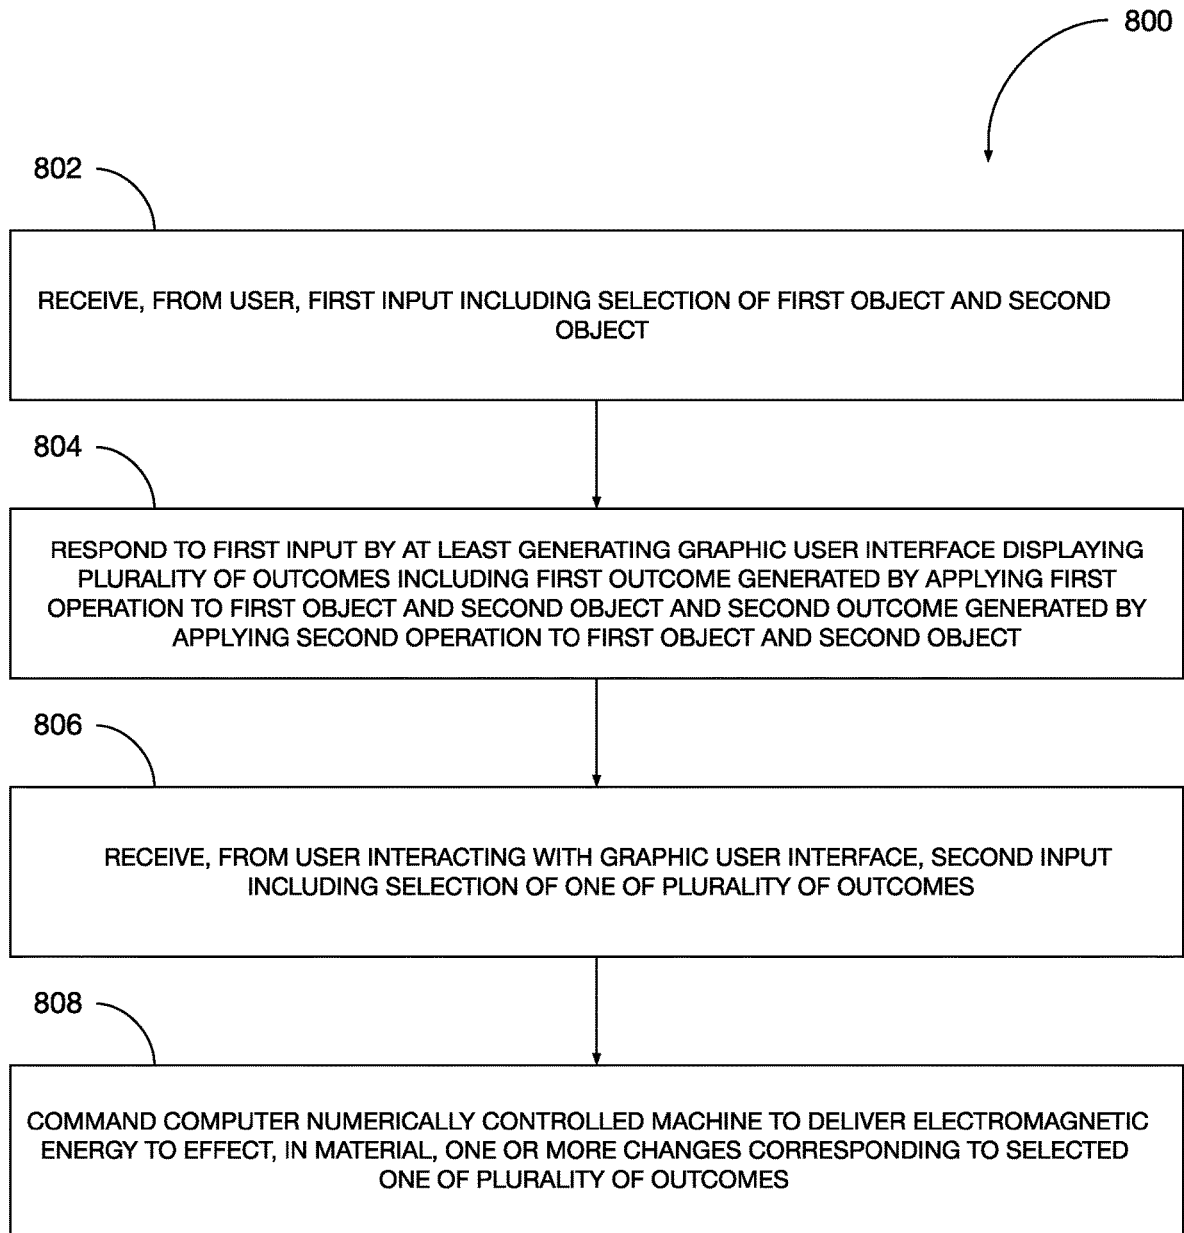 800
802
RECEIVE, FROM USER, FIRST INPUT INCLUDING SELECTION OF FIRST OBJECT AND SECOND
OBJECT
804
RESPOND TO FIRST INPUT BY AT LEAST GENERATING GRAPHIC USER INTERFACE DISPLAYING
PLURALITY OF OUTCOMES INCLUDING FIRST OUTCOME GENERATED BY APPLYING FIRST
OPERATION TO FIRST OBJECT AND SECOND OBJECT AND SECOND OUTCOME GENERATED BY
APPLYING SECOND OPERATION TO FIRST OBJECT AND SECOND OBJECT
806
RECEIVE, FROM USER INTERACTING WITH GRAPHIC USER INTERFACE, SECOND INPUT
INCLUDING SELECTION OF ONE OF PLURALITY OF OUTCOMES
808
COMMAND COMPUTER NUMERICALLY CONTROLLED MACHINE TO DELIVER ELECTROMAGNETIC
ENERGY TO EFFECT, IN MATERIAL, ONE OR MORE CHANGES CORRESPONDING TO SELECTED
ONE OF PLURALITY OF OUTCOMES